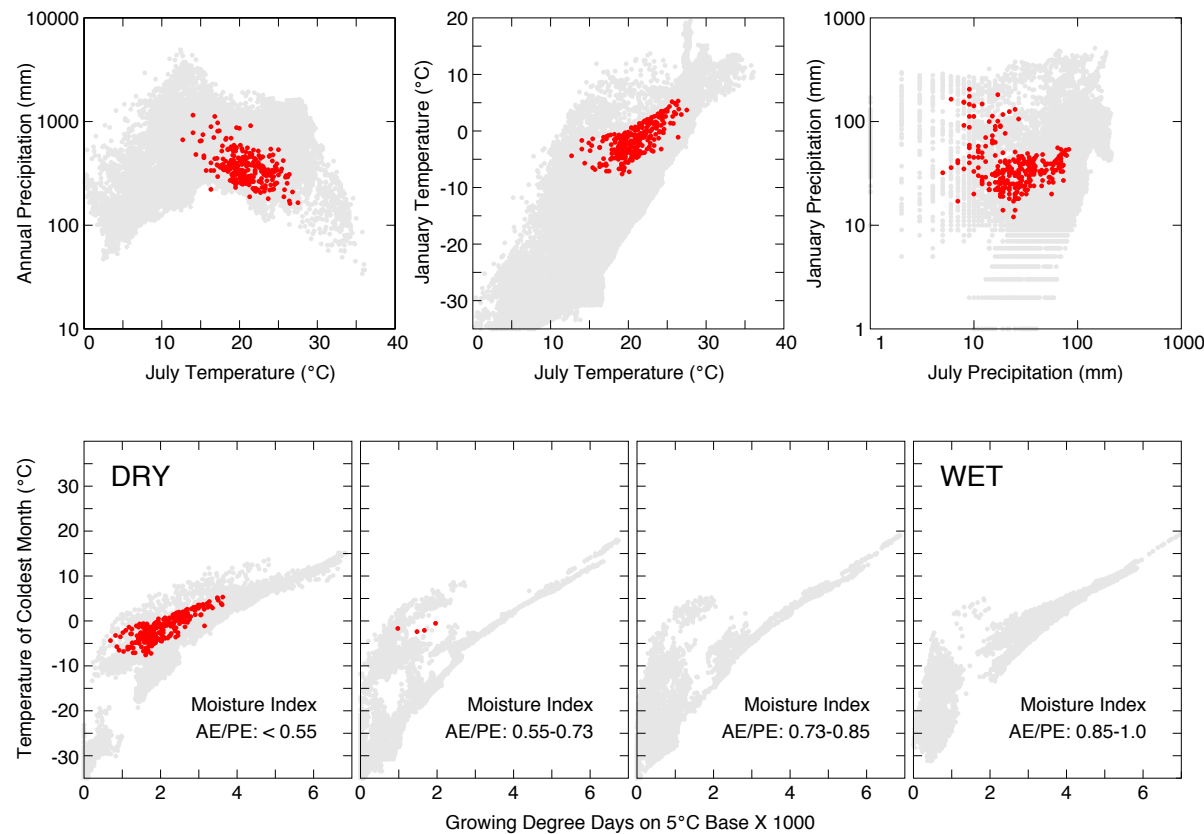 10000
1000
100
10
Annual Precipitation (mm)
0 10 20 30 40
July Temperature (°C)
20
10
0
-10
-20
-30
January Temperature (°C)
0 10 20 30 40
July Temperature (°C)
1000
100
10
1
January Precipitation (mm)
1 10 100 1000
July Precipitation (mm)
Temperature of Coldest Month (°C)
30
20
10
0
-10
-20
-30
DRY
Moisture Index
AE/PE: < 0.55
0 2 4 6
Moisture Index
AE/PE: 0.55-0.73
0 2 4 6
Moisture Index
AE/PE: 0.73-0.85
0 2 4 6
WET
Moisture Index
AE/PE: 0.85-1.0
0 2 4 6
Growing Degree Days on 5°C Base X 1000